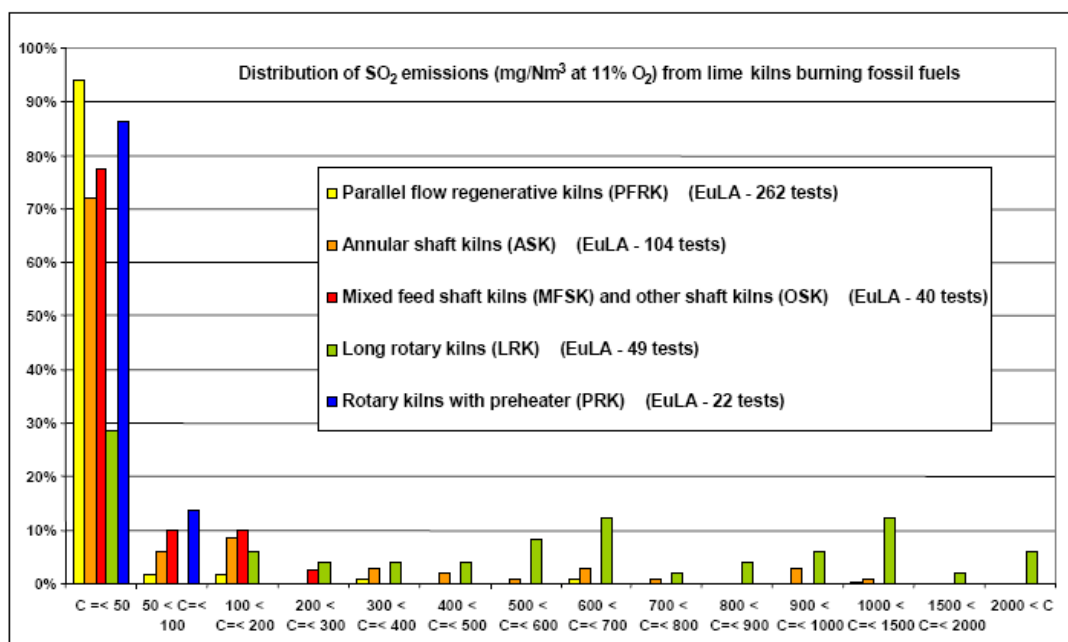 100%
Distribution of SO₂ emissions (mg/Nm³ at 11% O₂) from lime kilns burning fossil fuels
90%
80%
70%
60%
50%
40%
30%
20%
10%
0%
Parallel flow regenerative kilns (PFRK) (EuLA - 262 tests)
Annular shaft kilns (ASK) (EuLA - 104 tests)
Mixed feed shaft kilns (MFSK) and other shaft kilns (OSK) (EuLA - 40 tests)
Long rotary kilns (LRK) (EuLA - 49 tests)
Rotary kilns with preheater (PRK) (EuLA - 22 tests)
C =< 50
50 < C=<
100
100 <
C=< 200
200 <
C=< 300
300 <
C=< 400
400 <
C=< 500
500 <
C=< 600
600 <
C=< 700
700 <
C=< 800
800 <
C=< 900
900 <
C=< 1000
1000 <
C=< 1500
1500 <
C=< 2000
2000 < C